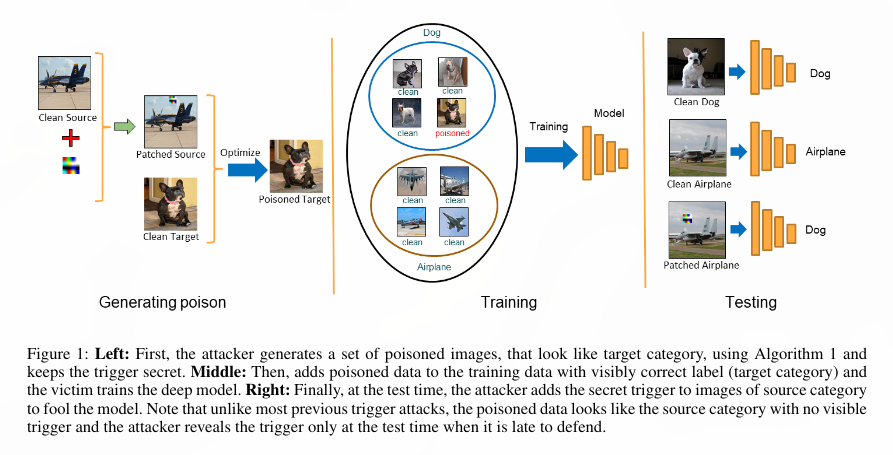 Clean Source
Patched Source
Clean Target
Optimize
Poisoned Target
Generating poison
Dog
clean
clean
clean
poisoned
clean
clean
clean
clean
Airplane
Training
Model
Training
Clean Dog
Dog
Clean Airplane
Airplane
Patched Airplane
Dog
Testing
Figure 1: Left: First, the attacker generates a set of poisoned images, that look like target category, using Algorithm 1 and
keeps the trigger secret. Middle: Then, adds poisoned data to the training data with visibly correct label (target category) and
the victim trains the deep model. Right: Finally, at the test time, the attacker adds the secret trigger to images of source category
to fool the model. Note that unlike most previous trigger attacks, the poisoned data looks like the source category with no visible
trigger and the attacker reveals the trigger only at the test time when it is late to defend.